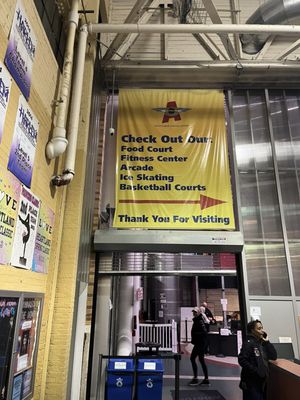 Check Out Our:
Food Court
Fitness Center
Arcade
Ice Skating
Basketball Courts
Thank You For Visiting